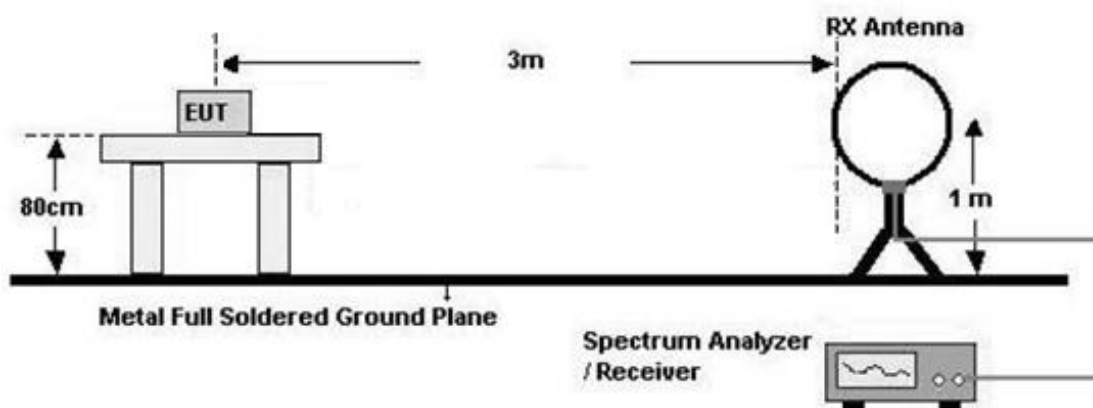 RX Antenna
3m
EUT
80cm
1 m
Metal Full Soldered Ground Plane
Spectrum Analyzer
/ Receiver